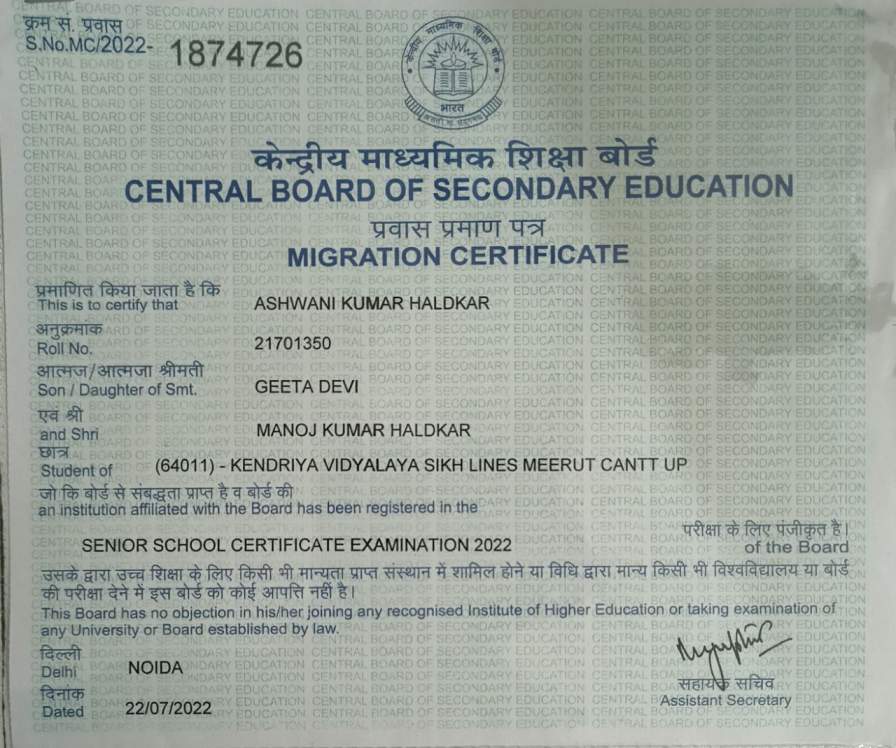 क्रम सं. प्रवास
S.No.MC/2022- 1874726
केन्द्रीय माध्यमिक शिक्षा बोर्ड
भारत
केन्द्रीय माध्यमिक शिक्षा बोर्ड
CENTRAL BOARD OF SECONDARY EDUCATION
प्रवास प्रमाण पत्र
MIGRATION CERTIFICATE
प्रमाणित किया जाता है कि
This is to certify that ASHWANI KUMAR HALDKAR
अनुक्रमांक
Roll No. 21701350
आत्मज/आत्मजा श्रीमती
Son / Daughter of Smt. GEETA DEVI
एवं श्री
and Shri MANOJ KUMAR HALDKAR
छात्र
Student of (64011) - KENDRIYA VIDYALAYA SIKH LINES MEERUT CANTT UP
जो कि बोर्ड से संबद्धता प्राप्त है व बोर्ड की
an institution affiliated with the Board has been registered in the
परीक्षा के लिए पंजीकृत है।
SENIOR SCHOOL CERTIFICATE EXAMINATION 2022 of the Board
उसके द्वारा उच्च शिक्षा के लिए किसी भी मान्यता प्राप्त संस्थान में शामिल होने या विधि द्वारा मान्य किसी भी विश्वविद्यालय या बोर्ड
की परीक्षा देने में इस बोर्ड को कोई आपत्ति नहीं है।
This Board has no objection in his/her joining any recognised Institute of Higher Education or taking examination of
any University or Board established by law.
दिल्ली
Delhi NOIDA
दिनांक
Dated 22/07/2022
सहायक सचिव
Assistant Secretary